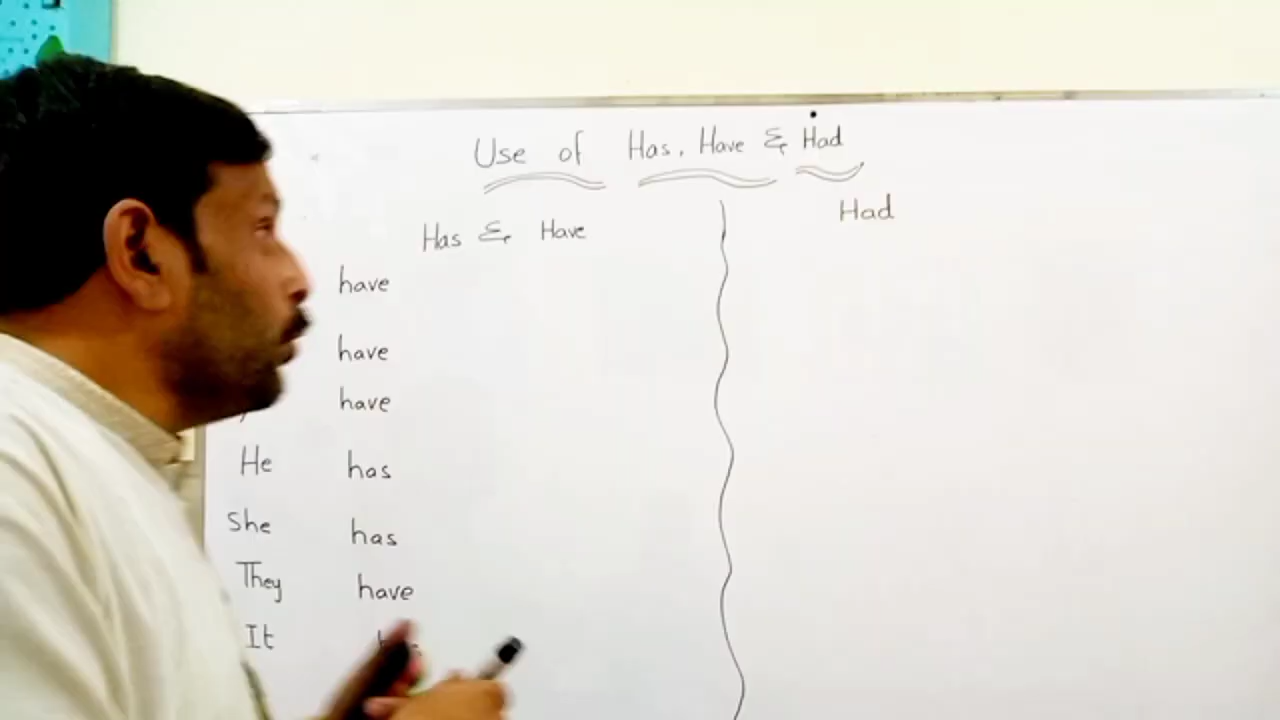 Use of Has, Have & Had
Has & Have
Had
have
have
have
He has
She has
They have
It